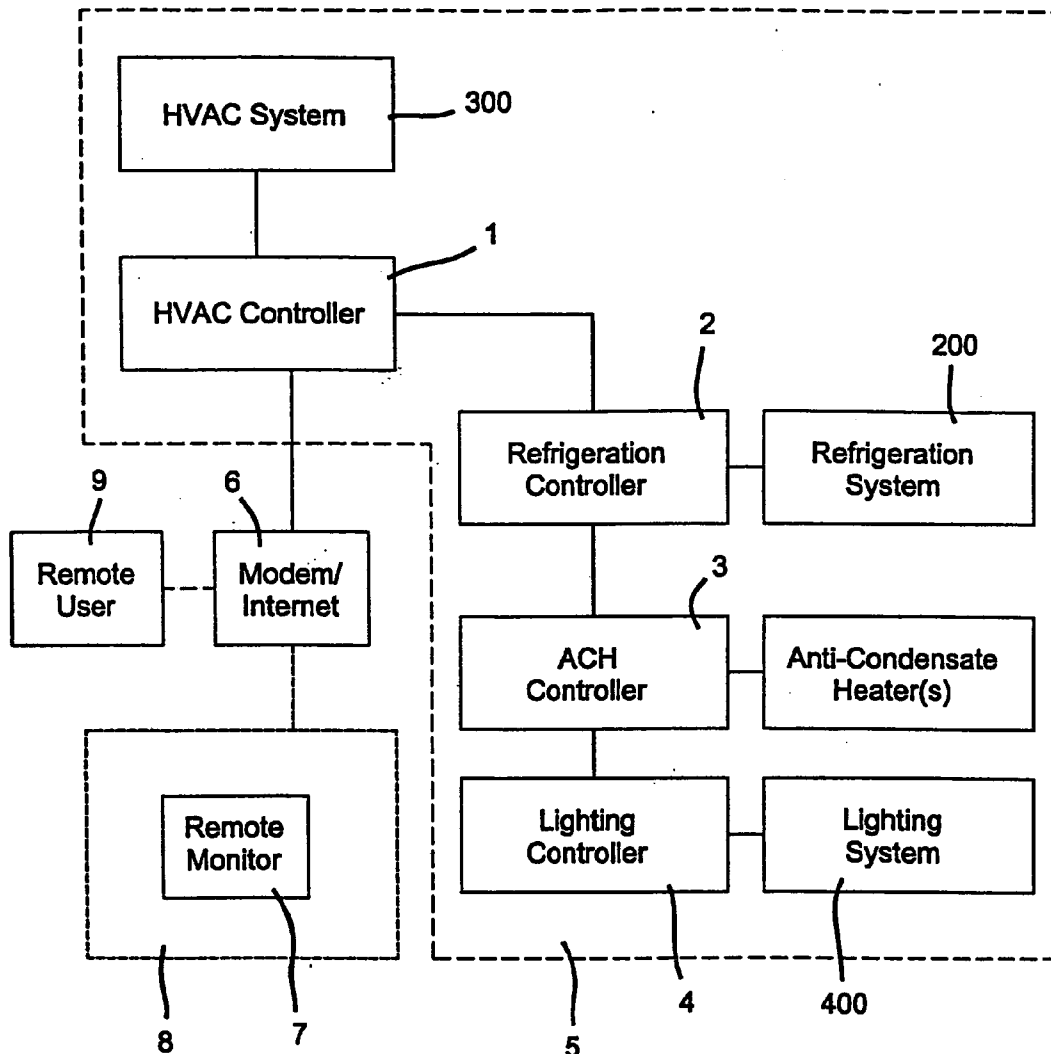 HVAC System
300
1
HVAC Controller
2
200
Refrigeration
Controller
Refrigeration
System
9
6
Remote
User
Modem/
Internet
3
ACH
Controller
Anti-Condensate
Heater(s)
Remote
Monitor
Lighting
Controller
Lighting
System
8
7
5
4
400